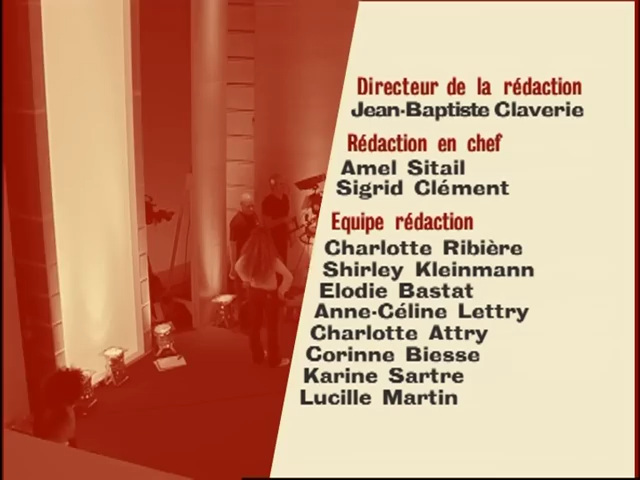 Directeur de la rédaction
Jean-Baptiste Claverie
Rédaction en chef
Amel Sitail
Sigrid Clément
Equipe rédaction
Charlotte Ribière
Shirley Kleinmann
Elodie Bastat
Anne-Céline Lettry
Charlotte Attry
Corinne Biesse
Karine Sartre
Lucille Martin